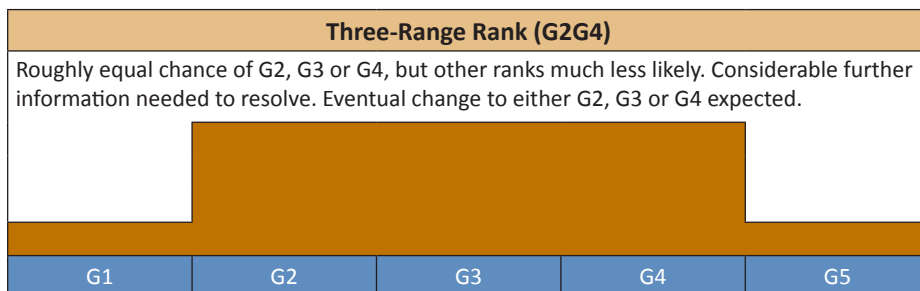 Three-Range Rank (G2G4)
Roughly equal chance of G2, G3 or G4, but other ranks much less likely. Considerable further
information needed to resolve. Eventual change to either G2, G3 or G4 expected.
G1 G2 G3 G4 G5